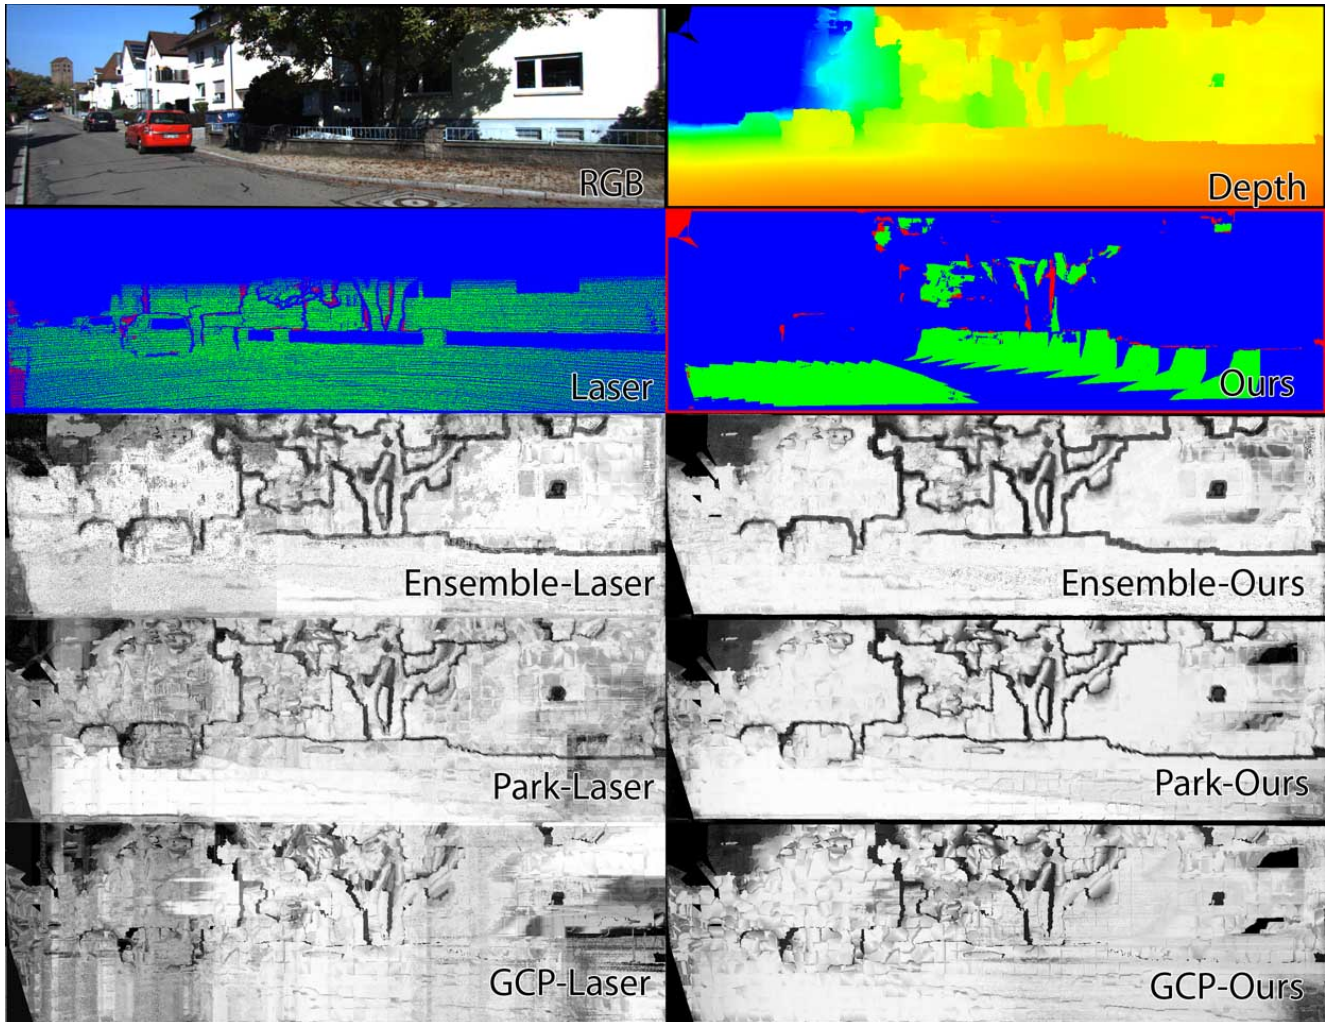 RGB
Depth
Laser
Ours
Ensemble-Laser
Ensemble-Ours
Park-Laser
Park-Ours
GCP-Laser
GCP-Ours